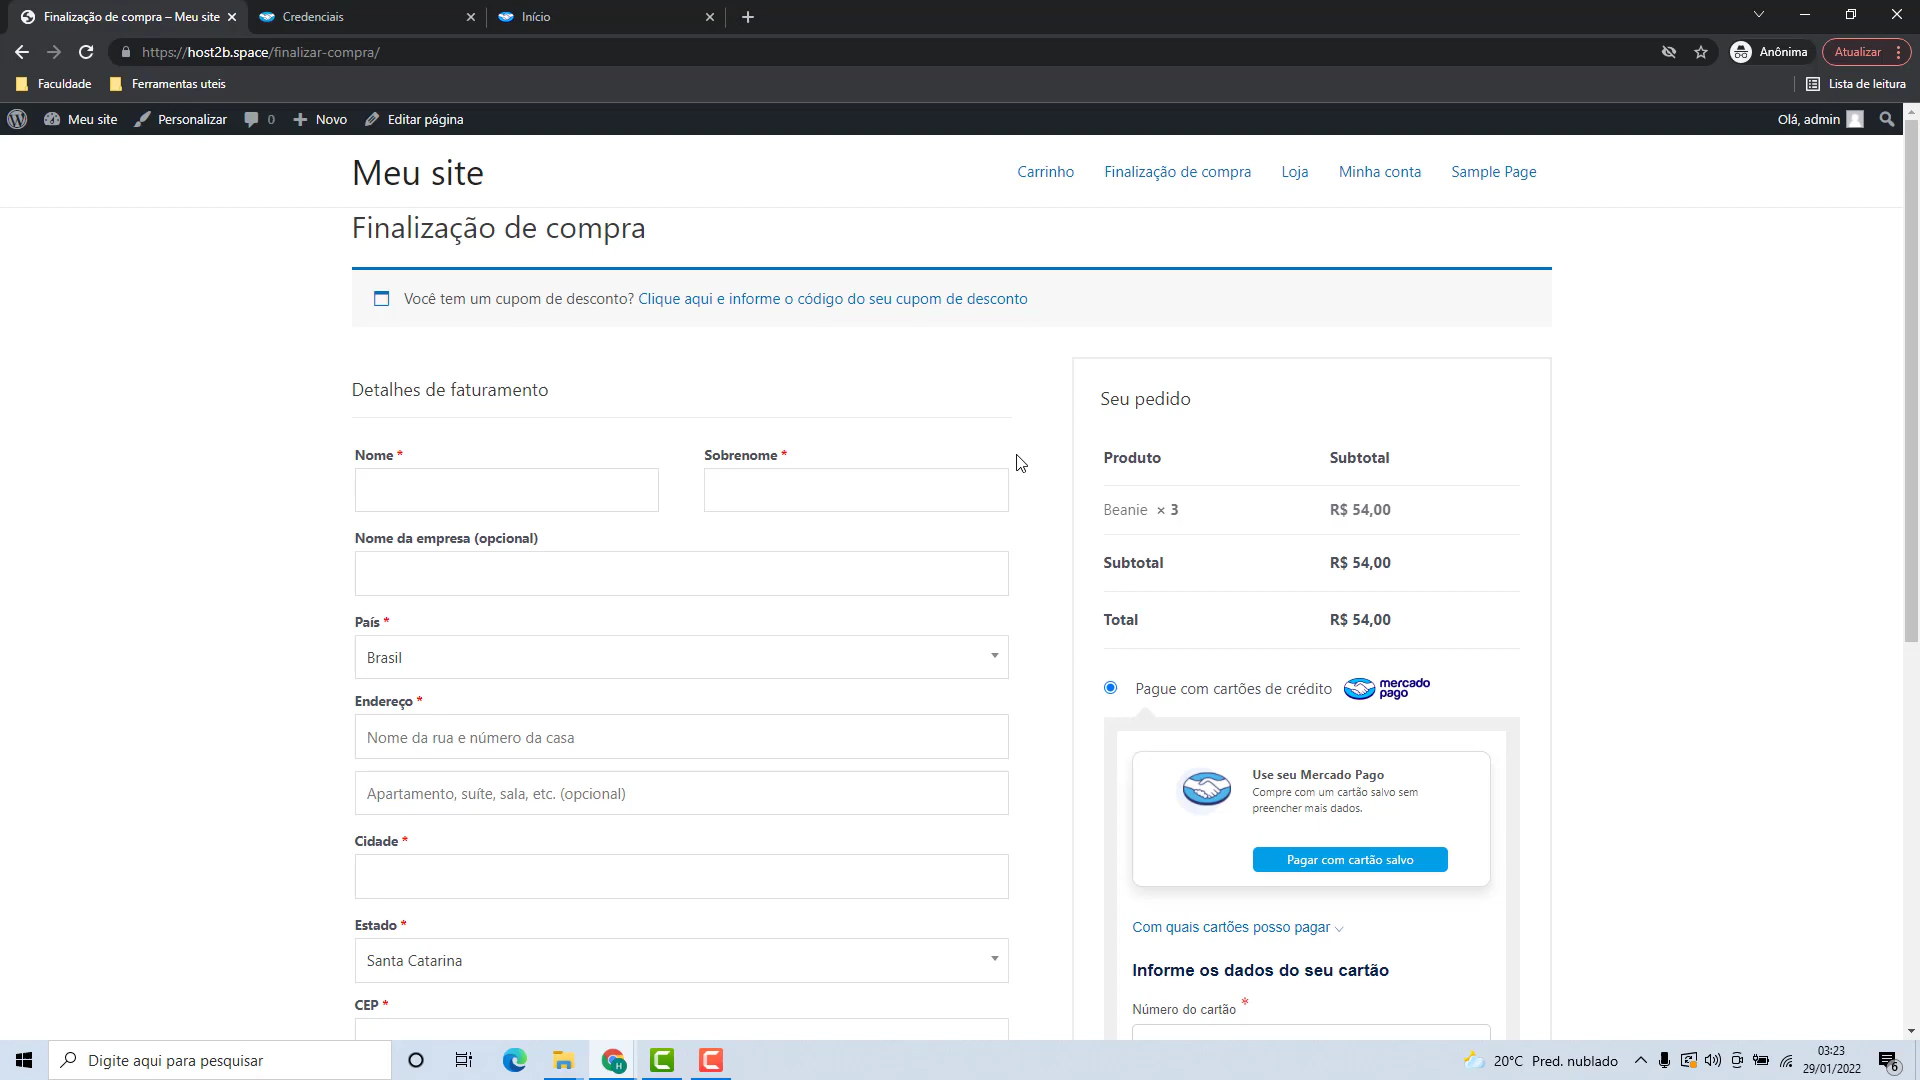 Finalização de compra – Meu site
Credenciais
Início
https://host2b.space/finalizar-compra/
Anônima
Atualizar
Faculdade
Ferramentas uteis
Lista de leitura
Meu site
Personalizar
0
Novo
Editar página
Olá, admin
Meu site
Carrinho
Finalização de compra
Loja
Minha conta
Sample Page
Finalização de compra
Você tem um cupom de desconto? Clique aqui e informe o código do seu cupom de desconto
Detalhes de faturamento
Nome *
Sobrenome *
Nome da empresa (opcional)
País *
Brasil
Endereço *
Nome da rua e número da casa
Apartamento, suíte, sala, etc. (opcional)
Cidade *
Estado *
Santa Catarina
CEP *
Seu pedido
Produto
Subtotal
Beanie × 3
R$ 54,00
Subtotal
R$ 54,00
Total
R$ 54,00
Pague com cartões de crédito
mercado
pago
Use seu Mercado Pago
Compre com um cartão salvo sem
preencher mais dados.
Pagar com cartão salvo
Com quais cartões posso pagar
Informe os dados do seu cartão
Número do cartão *
Digite aqui para pesquisar
20°C Pred. nublado
03:23
29/01/2022
6